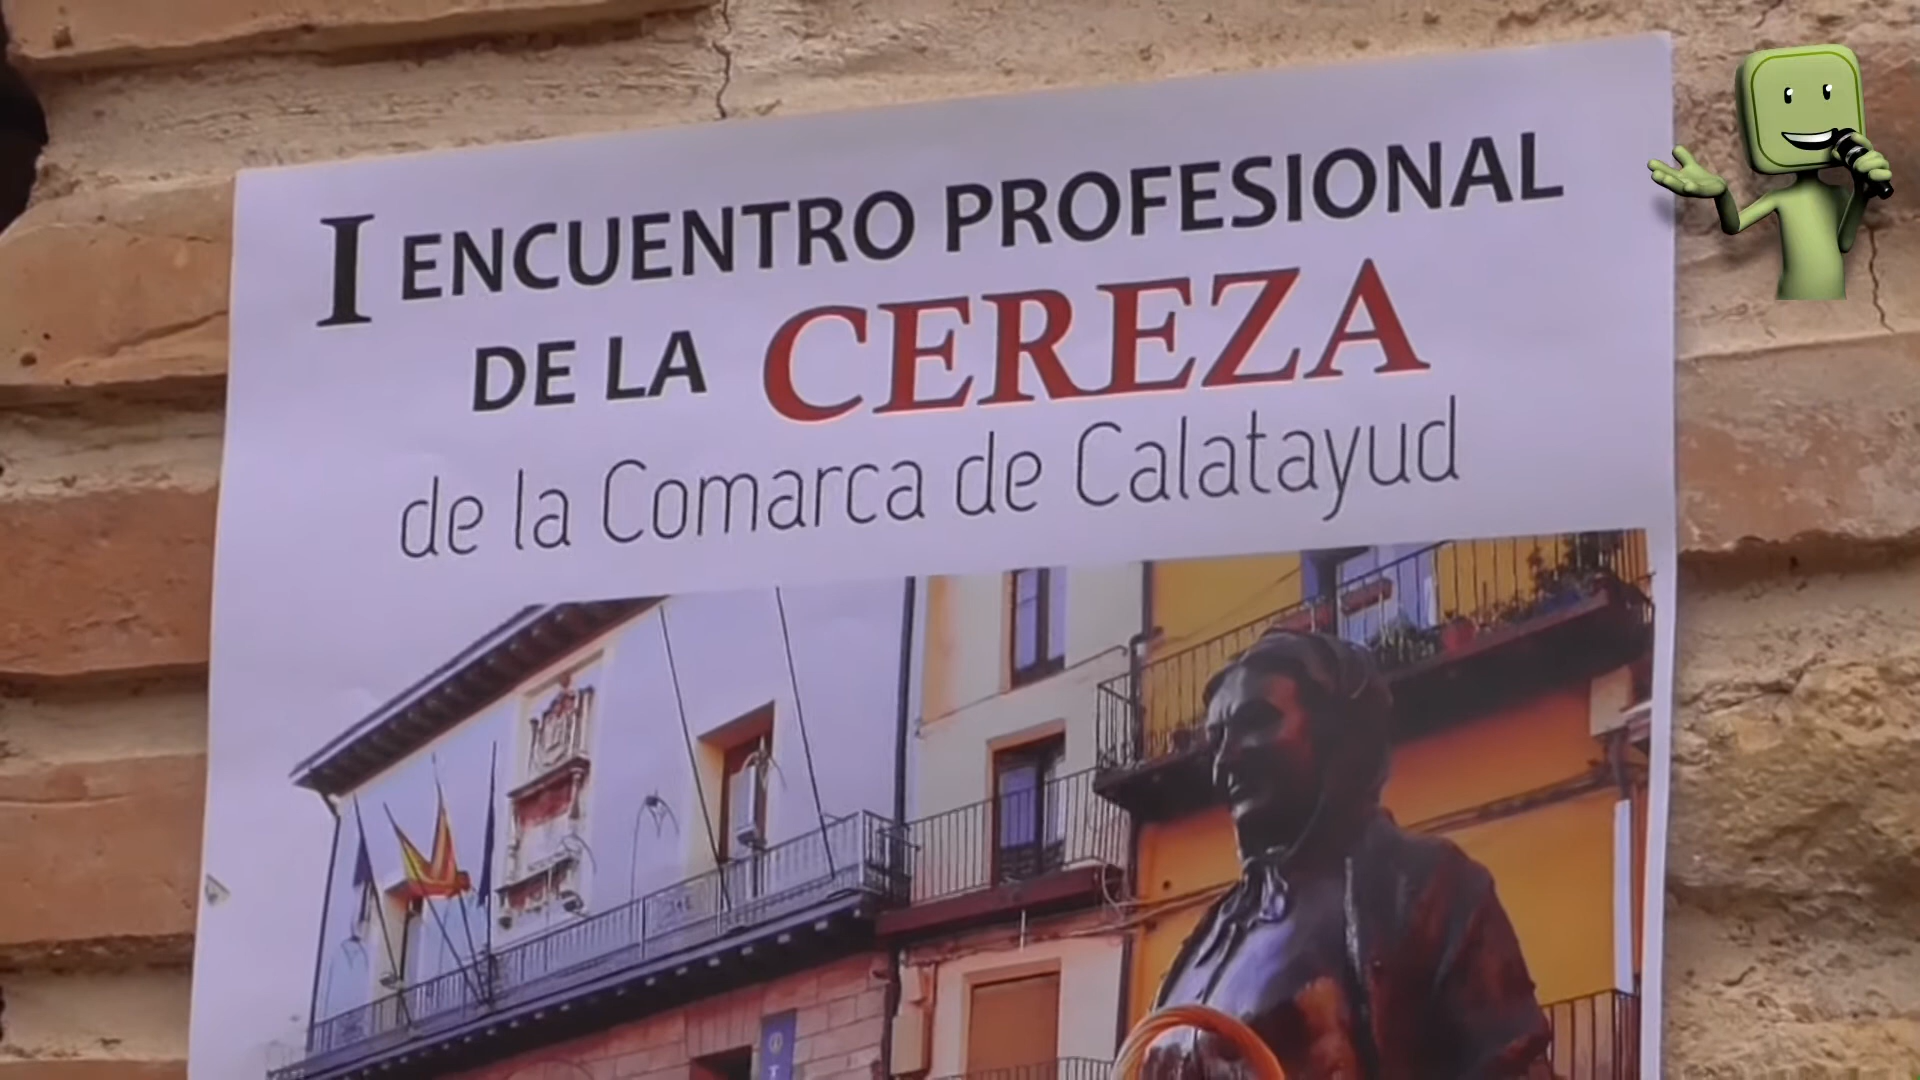 I ENCUENTRO PROFESIONAL
DE LA CEREZA
de la Comarca de Calatayud